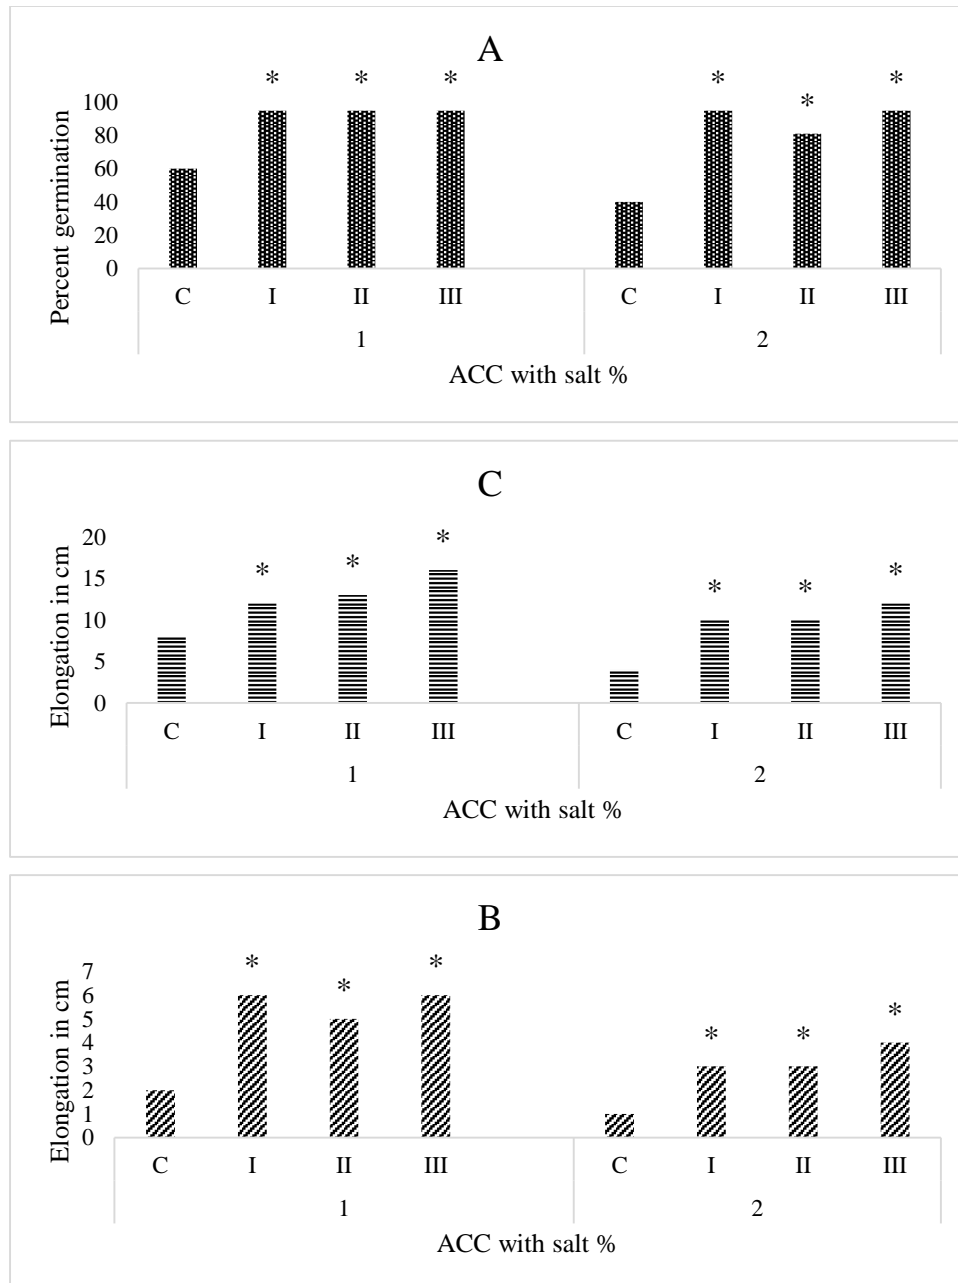 A
* * * * * *
Percent germination
100
80
60
40
20
0
C I II III C I II III
1 2
ACC with salt %
C
* * * * * *
Elongation in cm
20
15
10
5
0
C I II III C I II III
1 2
ACC with salt %
B
* * * * * *
Elongation in cm
7
6
5
4
3
2
1
0
C I II III C I II III
1 2
ACC with salt %